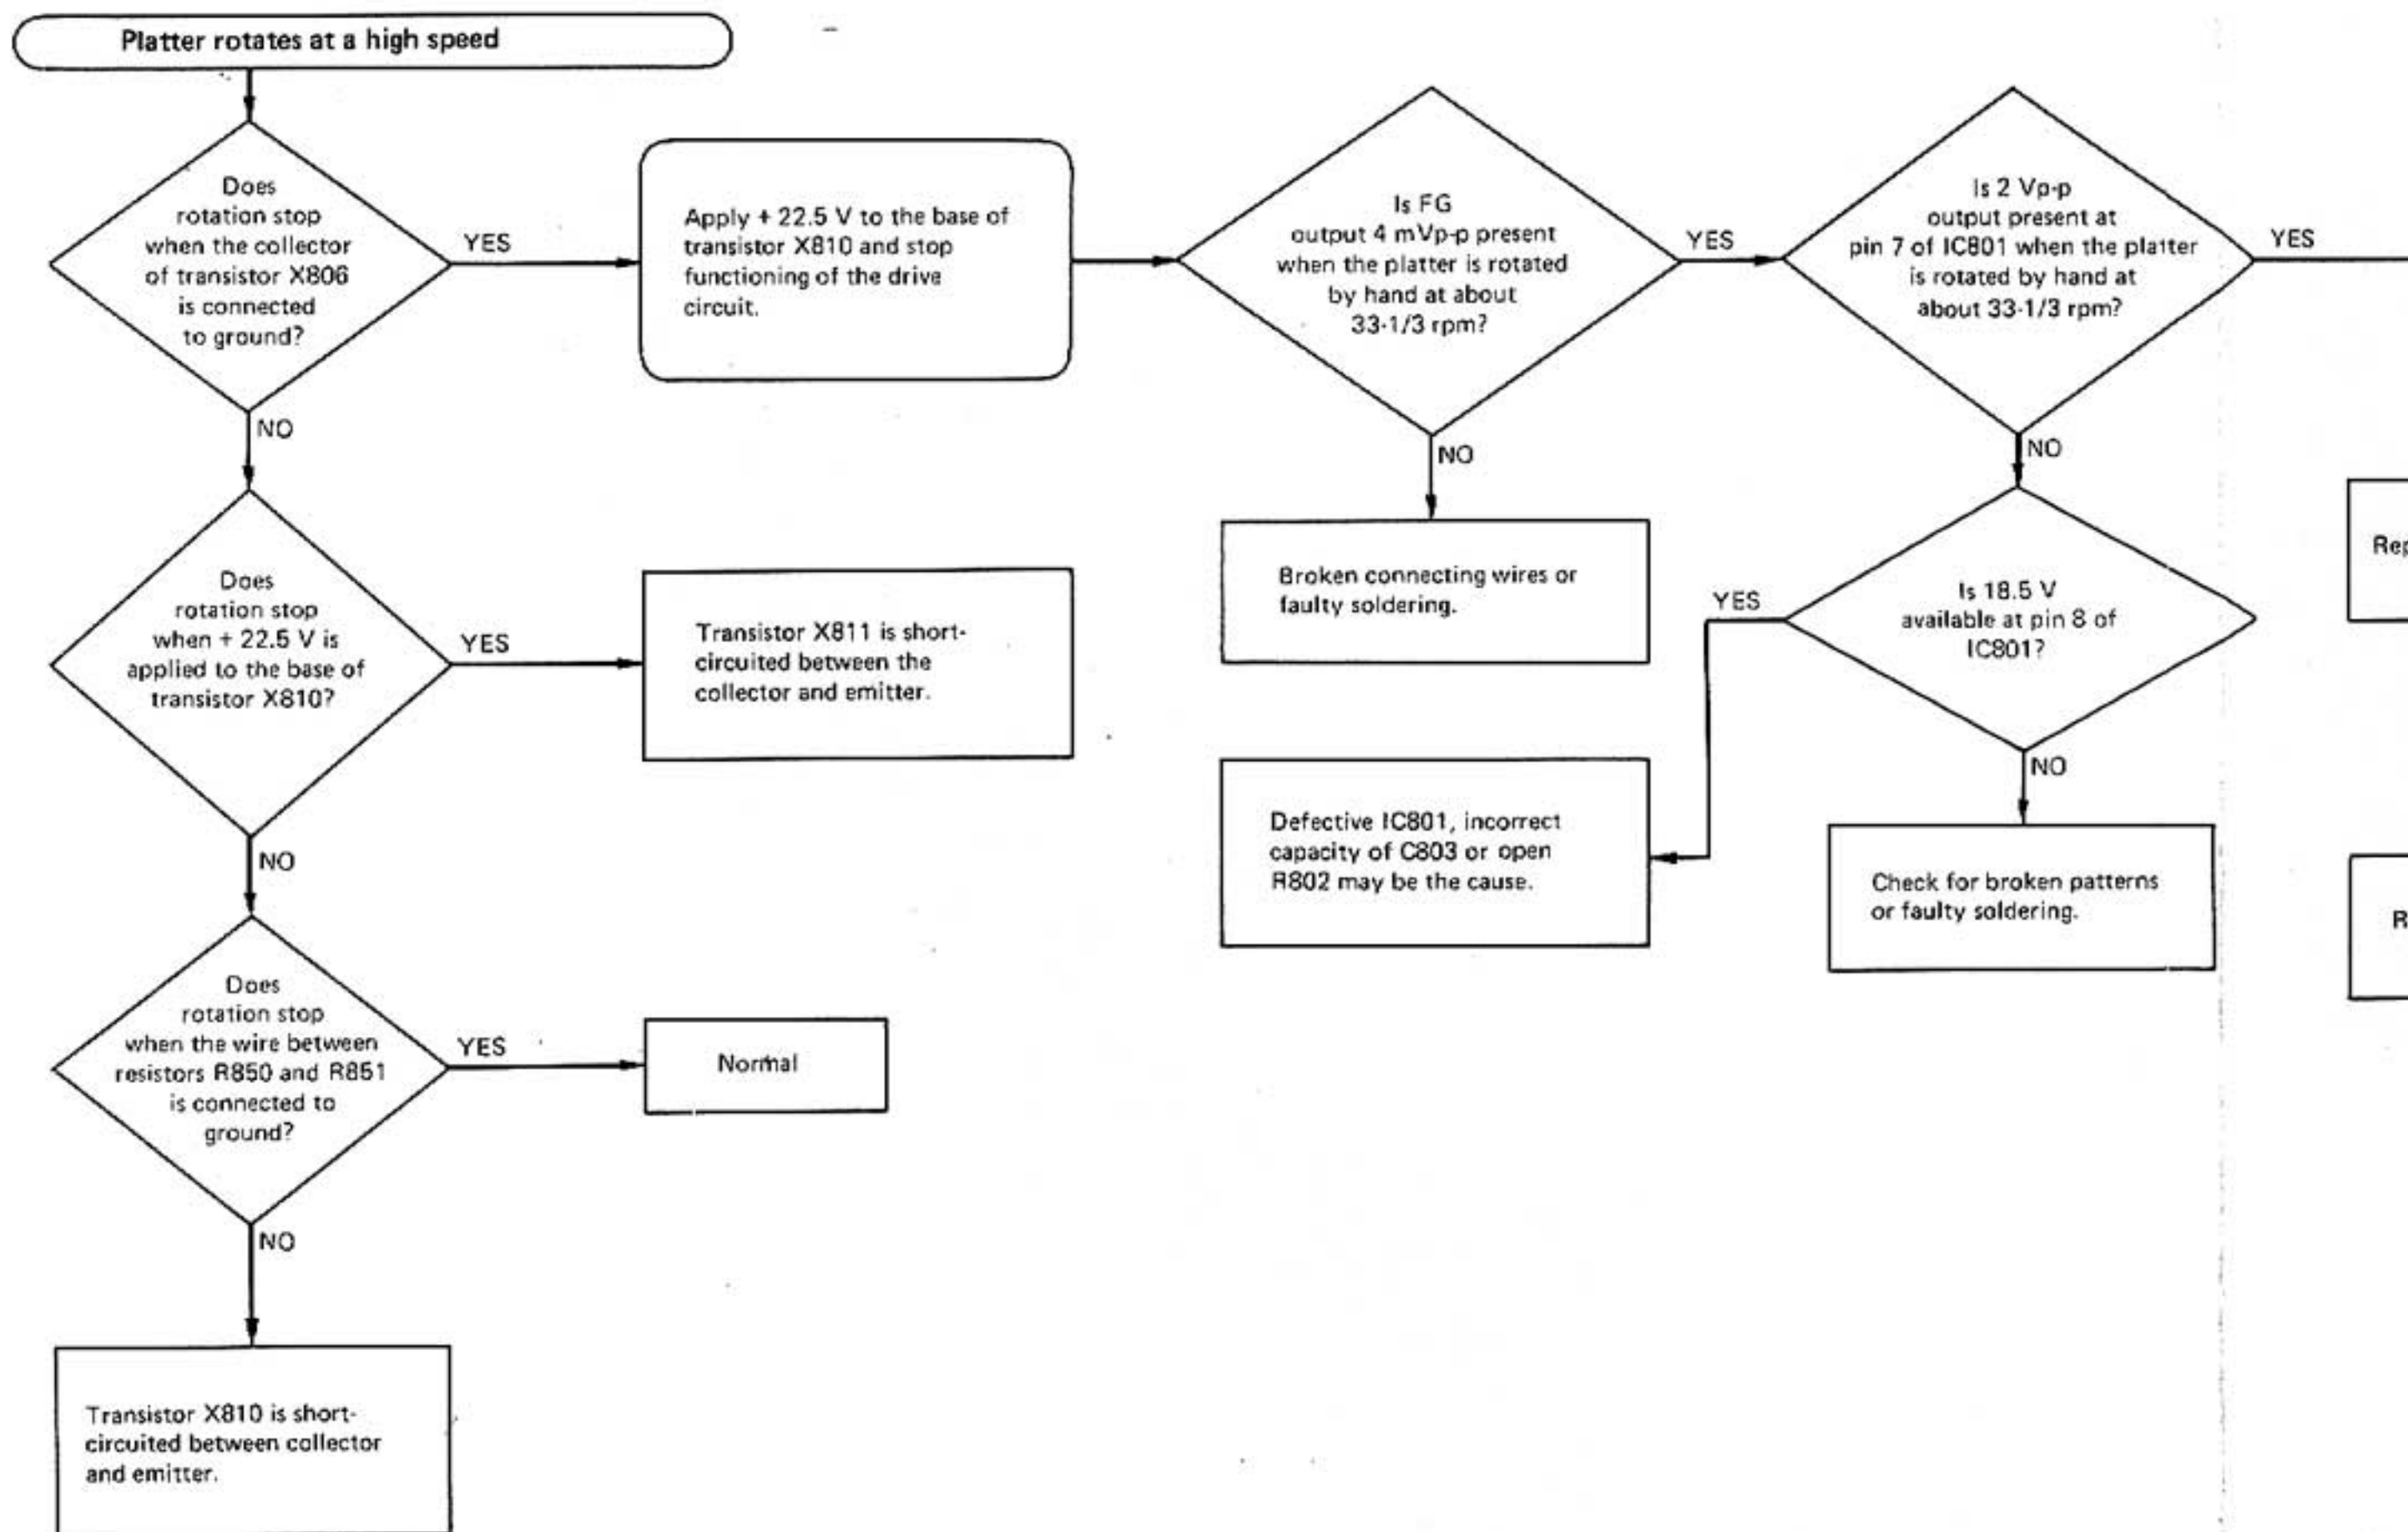 Platter rotates at a high speed
Does
rotation stop
when the collector
of transistor X806
is connected
to ground?
YES
NO
Apply + 22.5 V to the base of
transistor X810 and stop
functioning of the drive
circuit.
Is FG
output 4 mVp-p present
when the platter is rotated
by hand at about
33-1/3 rpm?
YES
NO
Is 2 Vp-p
output present at
pin 7 of IC801 when the platter
is rotated by hand at
about 33-1/3 rpm?
YES
NO
Broken connecting wires or
faulty soldering.
Is 18.5 V
available at pin 8 of
IC801?
YES
NO
Rep
Defective IC801, incorrect
capacity of C803 or open
R802 may be the cause.
Check for broken patterns
or faulty soldering.
R
Does
rotation stop
when + 22.5 V is
applied to the base of
transistor X810?
YES
NO
Transistor X811 is short-
circuited between the
collector and emitter.
Does
rotation stop
when the wire between
resistors R850 and R851
is connected to
ground?
YES
NO
Normal
Transistor X810 is short-
circuited between collector
and emitter.